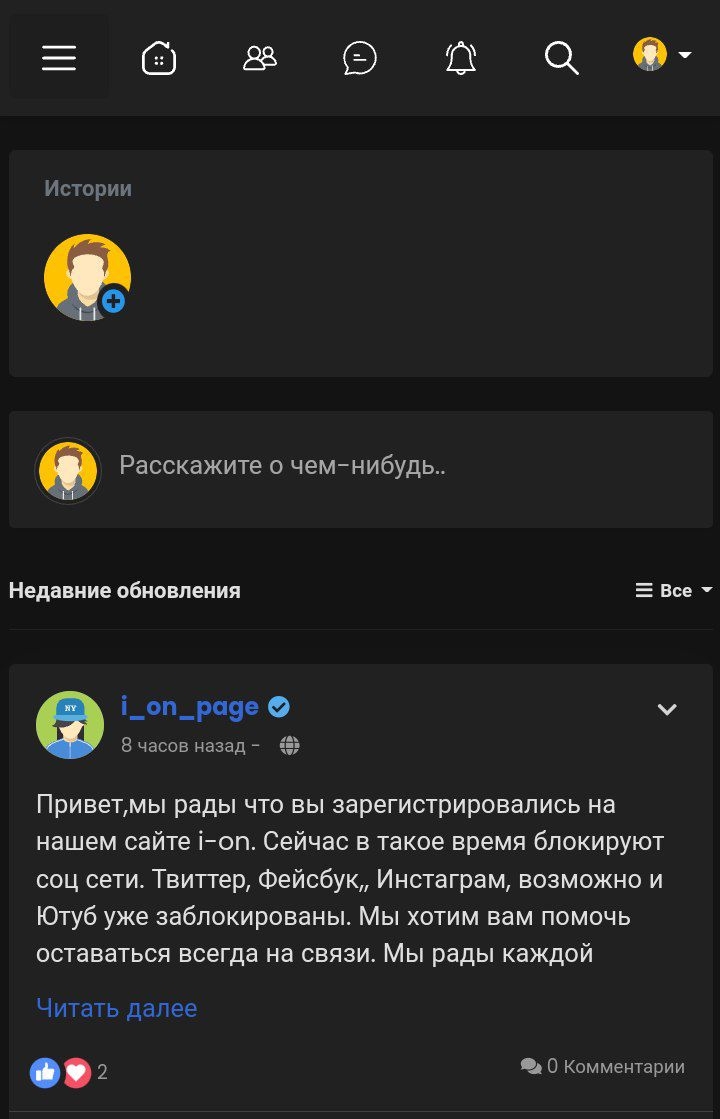 Истории
Расскажите о чем-нибудь..
Недавние обновления
Все
NY
i_on_page
8 часов назад -
Привет,мы рады что вы зарегистрировались на
нашем сайте i-on. Сейчас в такое время блокируют
соц сети. Твиттер, Фейсбук,, Инстаграм, возможно и
Ютуб уже заблокированы. Мы хотим вам помочь
оставаться всегда на связи. Мы рады каждой
Читать далее
2
0 Комментарии